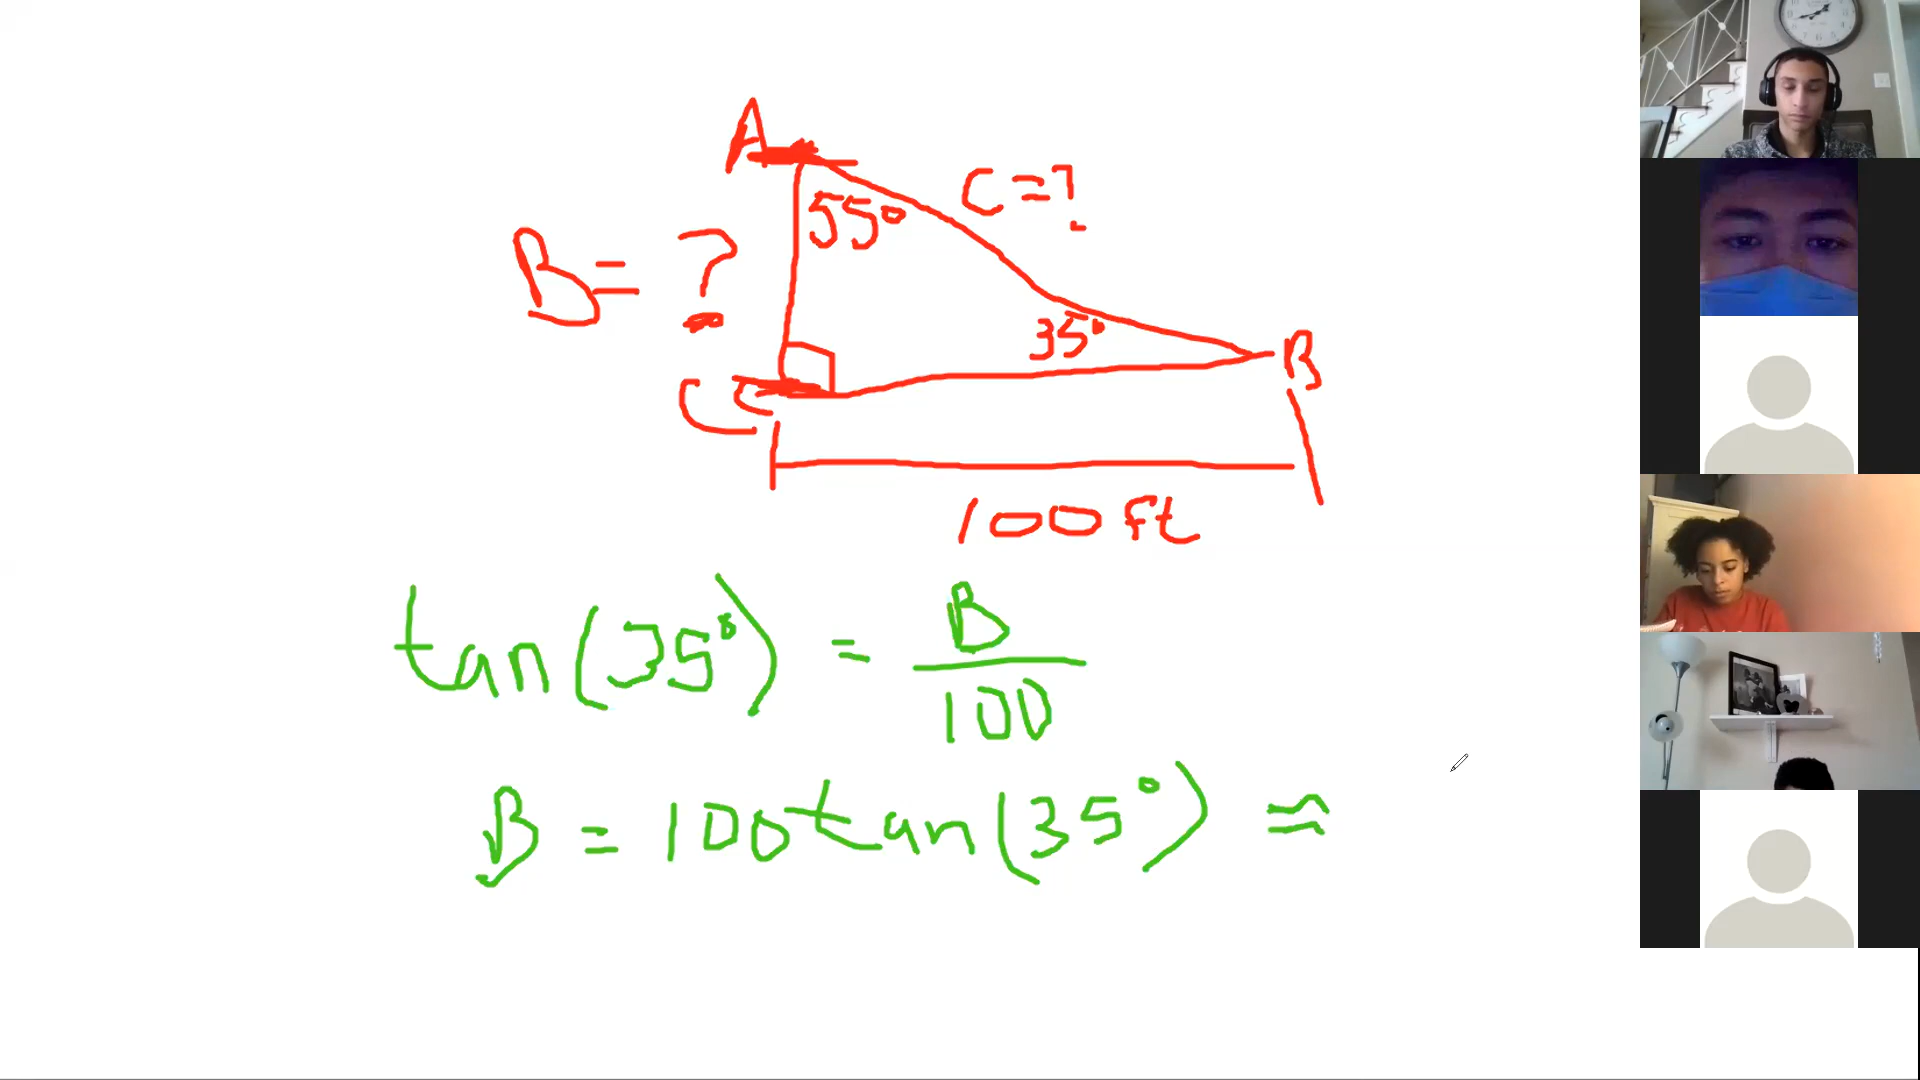 A
C = ?
55°
B = ?
35°
B
C
100 ft
tan(35°) = B/100
B = 100tan(35°) ≈